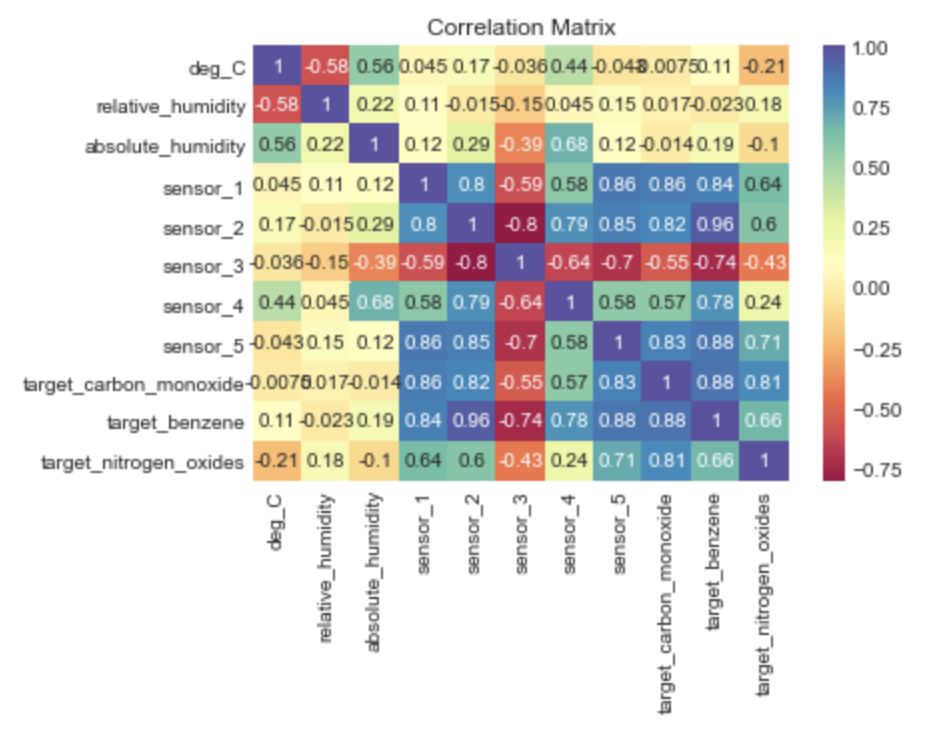 Correlation Matrix
deg_C 1 -0.58 0.56 0.045 0.17 -0.036 0.44 -0.043 -0.0075 0.11 -0.21
relative_humidity -0.58 1 0.22 0.11 -0.015 -0.15 0.045 0.15 0.017 -0.023 0.18
absolute_humidity 0.56 0.22 1 0.12 0.29 -0.39 0.68 0.12 -0.014 0.19 -0.1
sensor_1 0.045 0.11 0.12 1 0.8 -0.59 0.58 0.86 0.86 0.84 0.64
sensor_2 0.17 -0.015 0.29 0.8 1 -0.8 0.79 0.85 0.82 0.96 0.6
sensor_3 -0.036 -0.15 -0.39 -0.59 -0.8 1 -0.64 -0.7 -0.55 -0.74 -0.43
sensor_4 0.44 0.045 0.68 0.58 0.79 -0.64 1 0.58 0.57 0.78 0.24
sensor_5 -0.043 0.15 0.12 0.86 0.85 -0.7 0.58 1 0.83 0.88 0.71
target_carbon_monoxide -0.0075 0.017 -0.014 0.86 0.82 -0.55 0.57 0.83 1 0.88 0.81
target_benzene 0.11 -0.023 0.19 0.84 0.96 -0.74 0.78 0.88 0.88 1 0.66
target_nitrogen_oxides -0.21 0.18 -0.1 0.64 0.6 -0.43 0.24 0.71 0.81 0.66 1
deg_C
relative_humidity
absolute_humidity
sensor_1
sensor_2
sensor_3
sensor_4
sensor_5
target_carbon_monoxide
target_benzene
target_nitrogen_oxides
1.00
0.75
0.50
0.25
0.00
−0.25
−0.50
−0.75